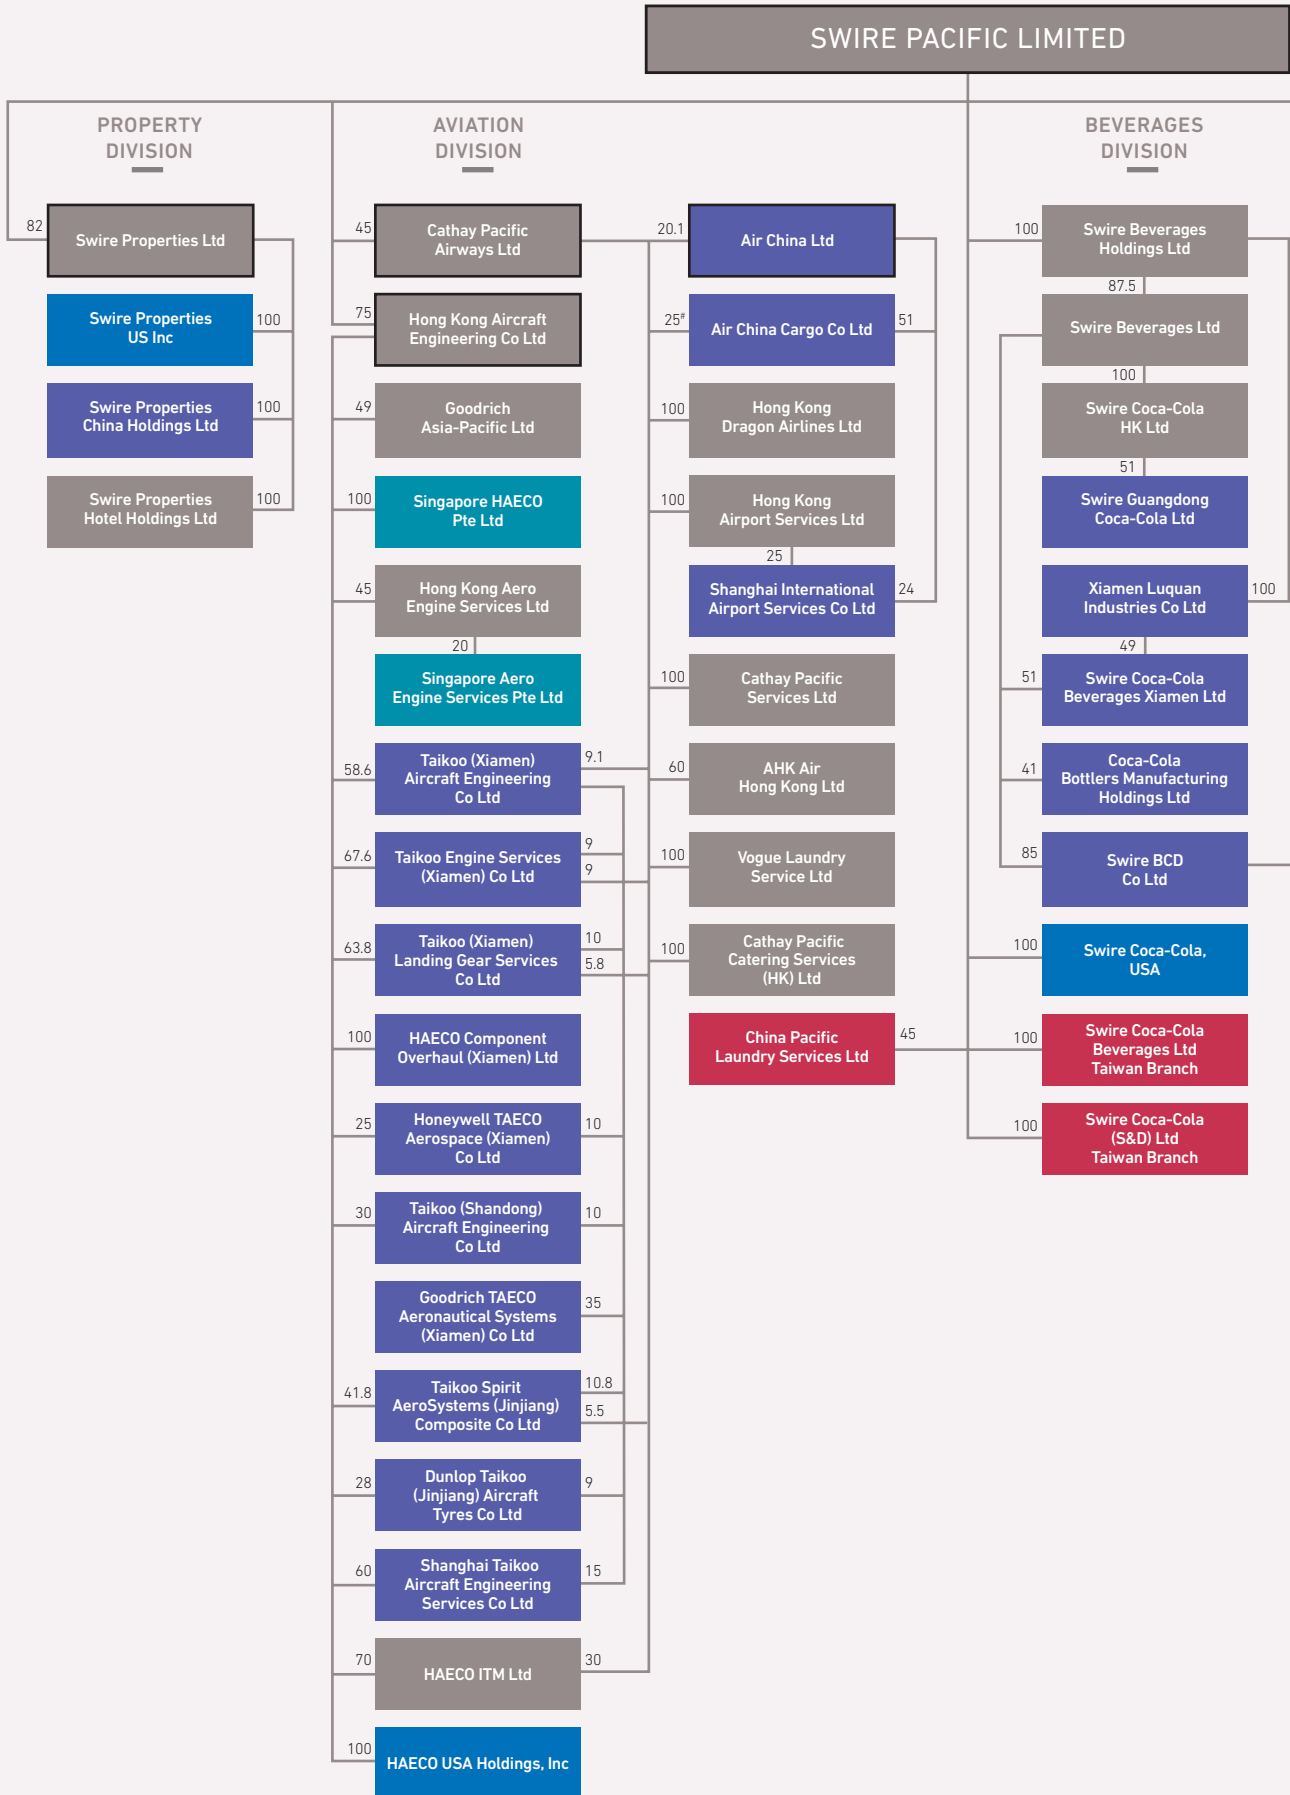 SWIRE PACIFIC LIMITED
PROPERTY
DIVISION
82
Swire Properties Ltd
Swire Properties
US Inc
100
Swire Properties
China Holdings Ltd
100
Swire Properties
Hotel Holdings Ltd
100
AVIATION
DIVISION
45
Cathay Pacific
Airways Ltd
75
Hong Kong Aircraft
Engineering Co Ltd
49
Goodrich
Asia-Pacific Ltd
100
Singapore HAECO
Pte Ltd
45
Hong Kong Aero
Engine Services Ltd
20
Singapore Aero
Engine Services Pte Ltd
58.6
Taikoo (Xiamen)
Aircraft Engineering
Co Ltd
9.1
67.6
Taikoo Engine Services
(Xiamen) Co Ltd
9
9
63.8
Taikoo (Xiamen)
Landing Gear Services
Co Ltd
10
5.8
100
HAECO Component
Overhaul (Xiamen) Ltd
25
Honeywell TAECO
Aerospace (Xiamen)
Co Ltd
10
30
Taikoo (Shandong)
Aircraft Engineering
Co Ltd
10
Goodrich TAECO
Aeronautical Systems
(Xiamen) Co Ltd
35
41.8
Taikoo Spirit
AeroSystems (Jinjiang)
Composite Co Ltd
10.8
5.5
28
Dunlop Taikoo
(Jinjiang) Aircraft
Tyres Co Ltd
9
60
Shanghai Taikoo
Aircraft Engineering
Services Co Ltd
15
70
HAECO ITM Ltd
30
100
HAECO USA Holdings, Inc
20.1
Air China Ltd
25#
Air China Cargo Co Ltd
51
100
Hong Kong
Dragon Airlines Ltd
100
Hong Kong
Airport Services Ltd
25
Shanghai International
Airport Services Co Ltd
24
100
Cathay Pacific
Services Ltd
60
AHK Air
Hong Kong Ltd
100
Vogue Laundry
Service Ltd
100
Cathay Pacific
Catering Services
(HK) Ltd
China Pacific
Laundry Services Ltd
45
BEVERAGES
DIVISION
100
Swire Beverages
Holdings Ltd
87.5
Swire Beverages Ltd
100
Swire Coca-Cola
HK Ltd
51
Swire Guangdong
Coca-Cola Ltd
Xiamen Luquan
Industries Co Ltd
100
49
51
Swire Coca-Cola
Beverages Xiamen Ltd
41
Coca-Cola
Bottlers Manufacturing
Holdings Ltd
85
Swire BCD
Co Ltd
100
Swire Coca-Cola,
USA
100
Swire Coca-Cola
Beverages Ltd
Taiwan Branch
100
Swire Coca-Cola
(S&D) Ltd
Taiwan Branch